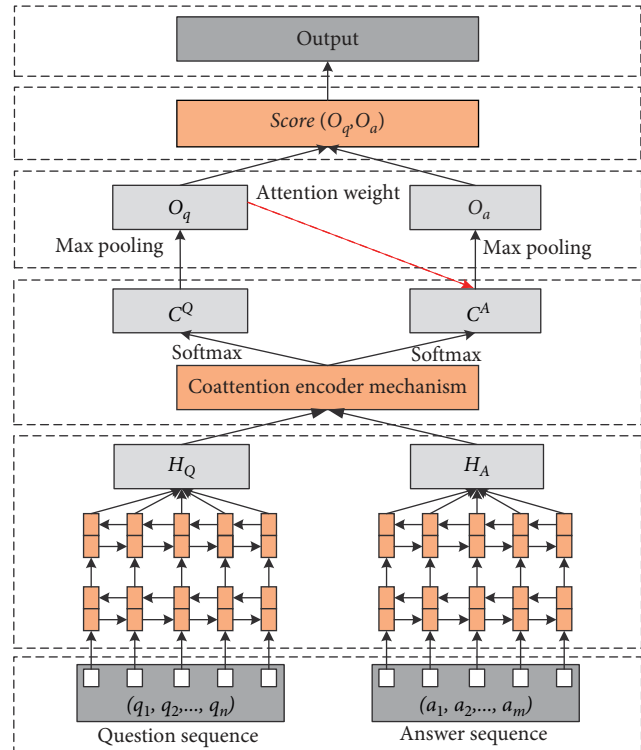 Output
Score (O_q,O_a)
Attention weight
O_q
O_a
Max pooling
Max pooling
C^Q
C^A
Softmax
Softmax
Coattention encoder mechanism
H_Q
H_A
(q_1, q_2,..., q_n)
(a_1, a_2,..., a_m)
Question sequence
Answer sequence